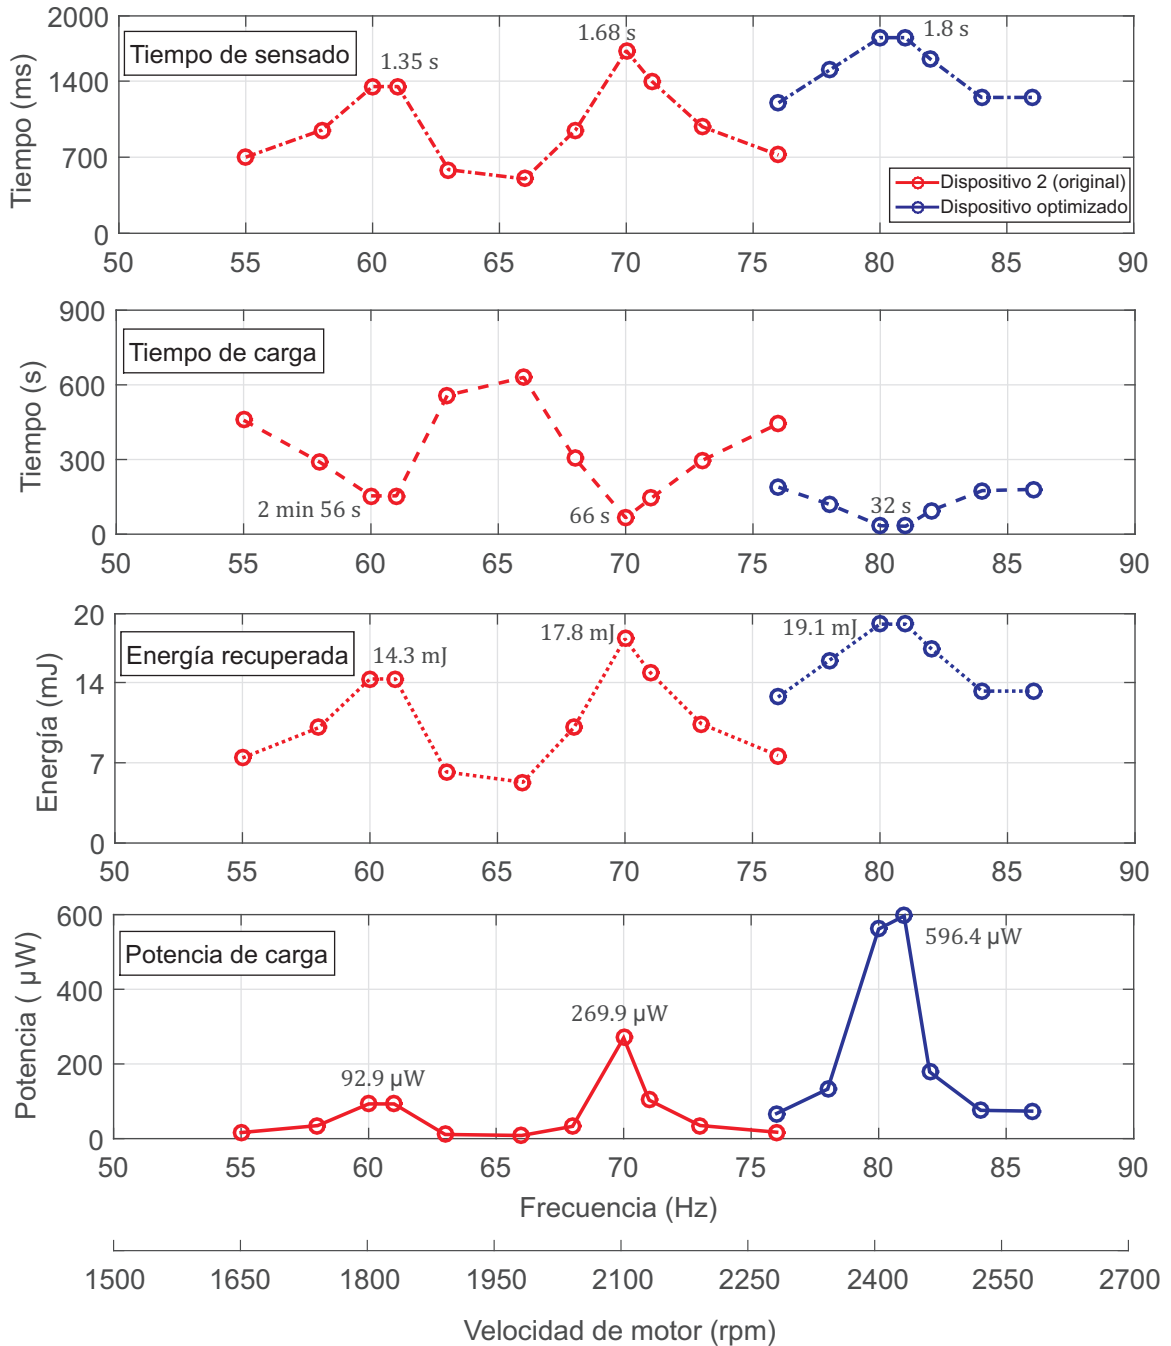 2000
1400
700
0
Tiempo (ms)
Tiempo de sensado
1.35 s
1.68 s
1.8 s
Dispositivo 2 (original)
Dispositivo optimizado
50 55 60 65 70 75 80 85 90
900
600
300
0
Tiempo (s)
Tiempo de carga
2 min 56 s
66 s
32 s
50 55 60 65 70 75 80 85 90
20
14
7
0
Energía (mJ)
Energía recuperada
14.3 mJ
17.8 mJ
19.1 mJ
50 55 60 65 70 75 80 85 90
600
400
200
0
Potencia ( µW)
Potencia de carga
92.9 µW
269.9 µW
596.4 µW
50 55 60 65 70 75 80 85 90
Frecuencia (Hz)
1500 1650 1800 1950 2100 2250 2400 2550 2700
Velocidad de motor (rpm)